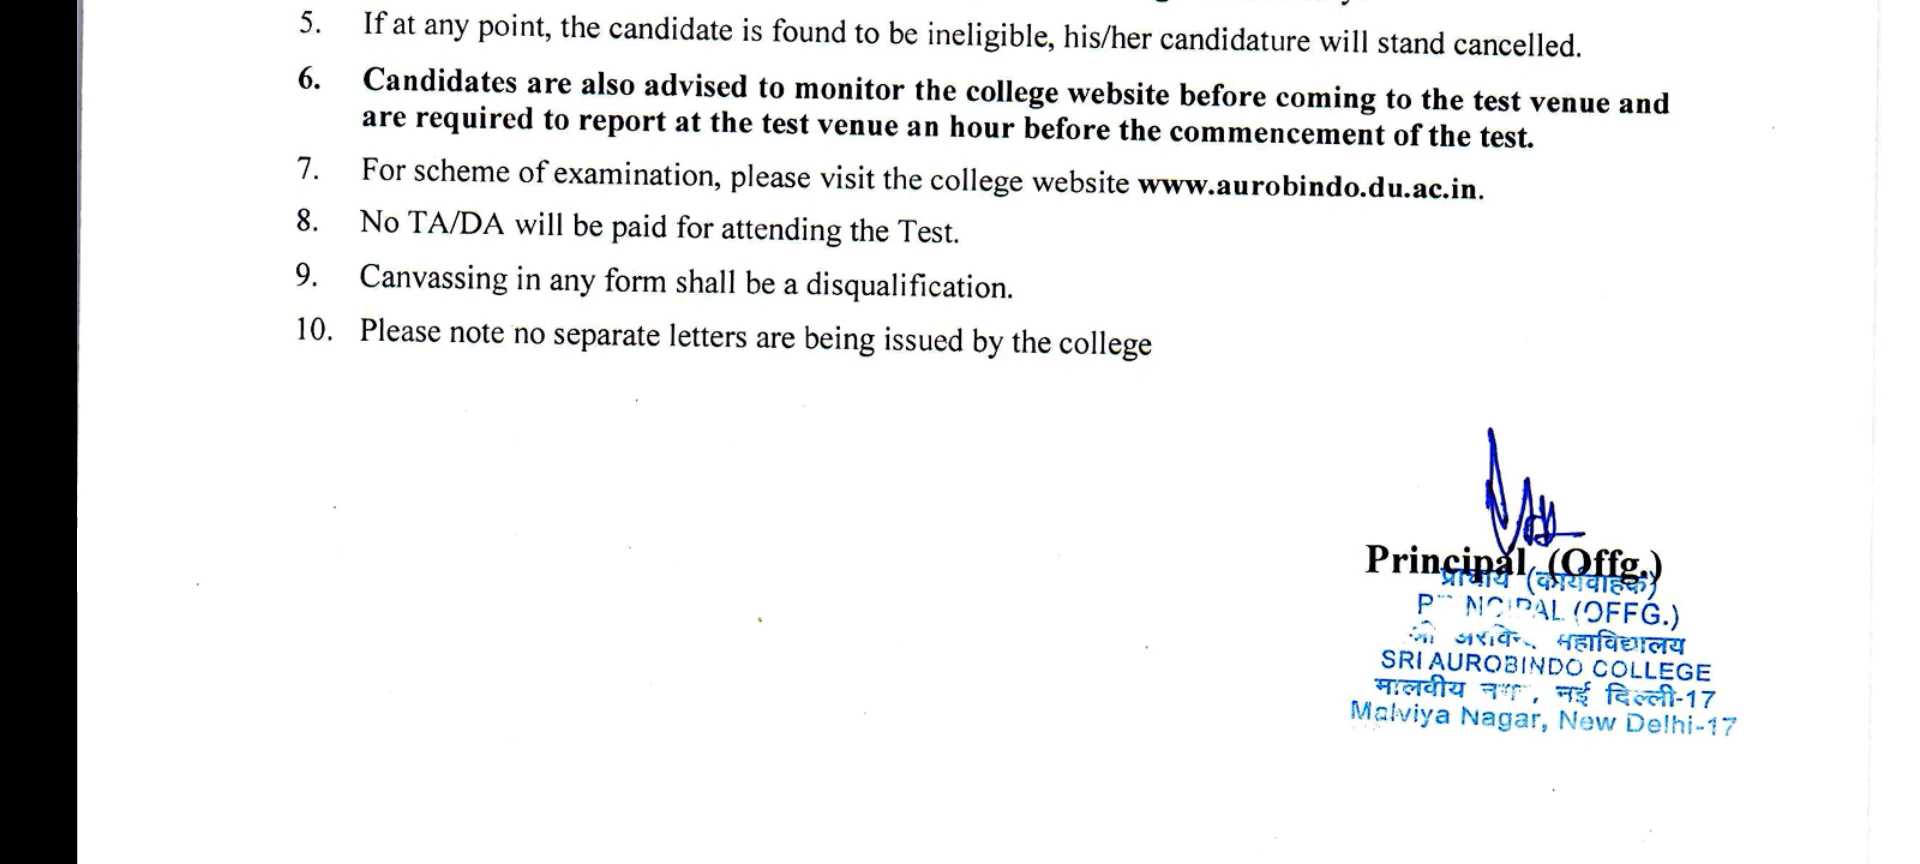 5. If at any point, the candidate is found to be ineligible, his/her candidature will stand cancelled.
6. Candidates are also advised to monitor the college website before coming to the test venue and
are required to report at the test venue an hour before the commencement of the test.
7. For scheme of examination, please visit the college website www.aurobindo.du.ac.in.
8. No TA/DA will be paid for attending the Test.
9. Canvassing in any form shall be a disqualification.
10. Please note no separate letters are being issued by the college
Principal (Offg.)
प्राचार्य (कार्यवाहक)
PRINCIPAL (OFFG.)
महाविद्यालय
SRI AUROBINDO COLLEGE
मालवीय नगर, नई दिल्ली-17
Malviya Nagar, New Delhi-17